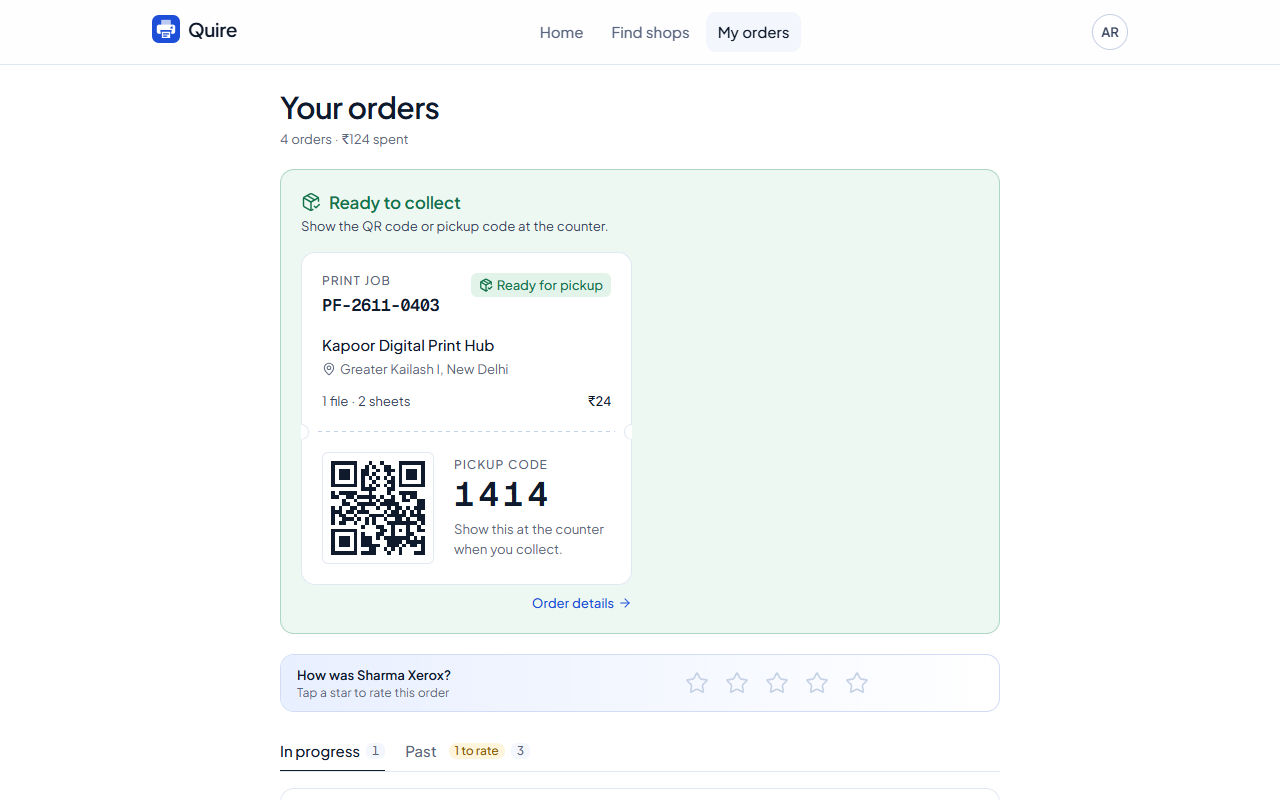 Quire
Home
Find shops
My orders
AR
Your orders
4 orders · ₹124 spent
Ready to collect
Show the QR code or pickup code at the counter.
PRINT JOB
Ready for pickup
PF-2611-0403
Kapoor Digital Print Hub
Greater Kailash I, New Delhi
1 file · 2 sheets
₹24
PICKUP CODE
1414
Show this at the counter
when you collect.
Order details →
How was Sharma Xerox?
Tap a star to rate this order
In progress 1
Past 1 to rate 3